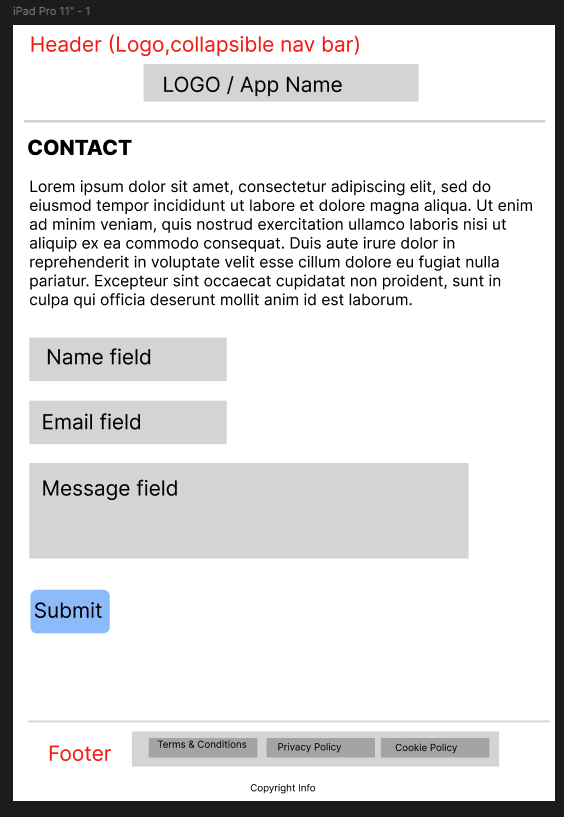 iPad Pro 11" - 1
Header (Logo,collapsible nav bar)
LOGO / App Name
CONTACT
Lorem ipsum dolor sit amet, consectetur adipiscing elit, sed do
eiusmod tempor incididunt ut labore et dolore magna aliqua. Ut enim
ad minim veniam, quis nostrud exercitation ullamco laboris nisi ut
aliquip ex ea commodo consequat. Duis aute irure dolor in
reprehenderit in voluptate velit esse cillum dolore eu fugiat nulla
pariatur. Excepteur sint occaecat cupidatat non proident, sunt in
culpa qui officia deserunt mollit anim id est laborum.
Name field
Email field
Message field
Submit
Footer
Terms & Conditions
Privacy Policy
Cookie Policy
Copyright Info